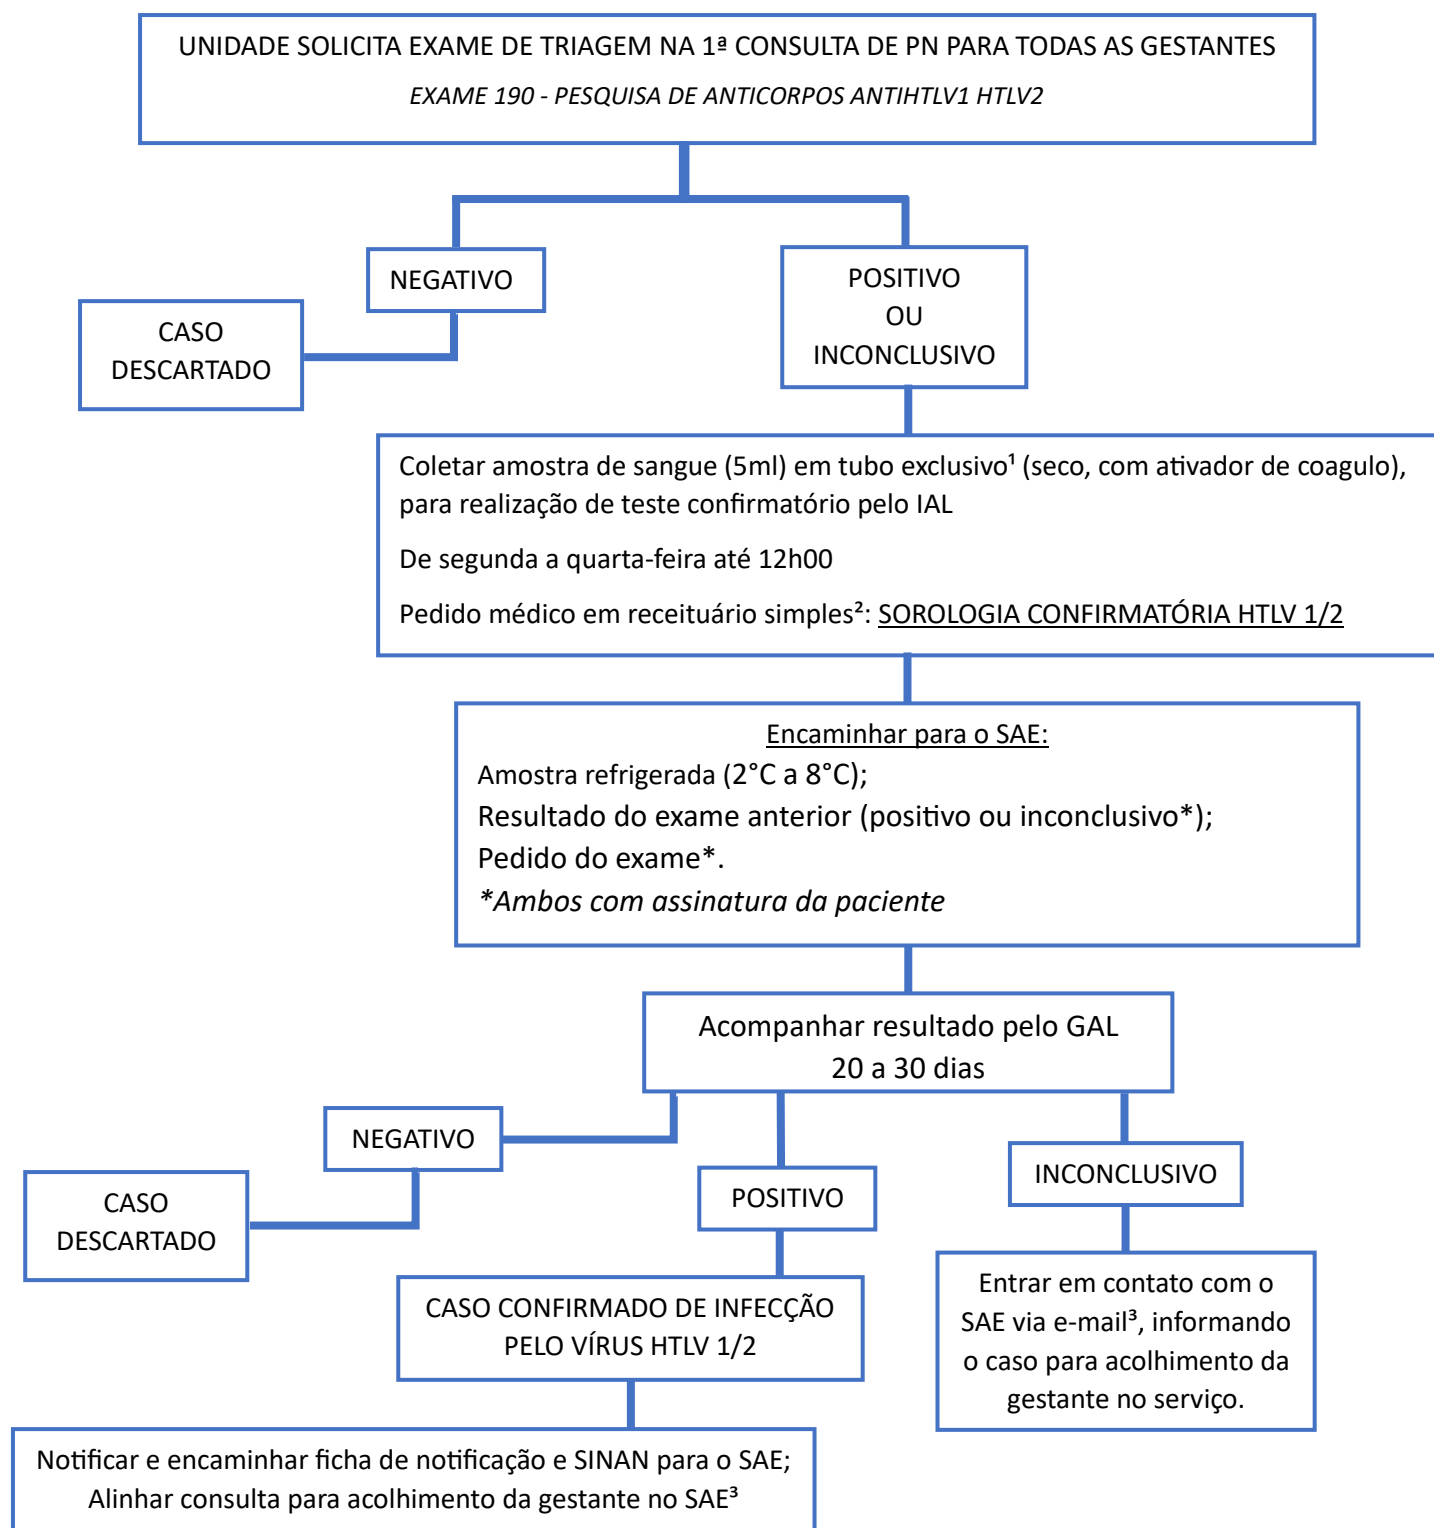 UNIDADE SOLICITA EXAME DE TRIAGEM NA 1ª CONSULTA DE PN PARA TODAS AS GESTANTES
EXAME 190 - PESQUISA DE ANTICORPOS ANTIHTLV1 HTLV2
NEGATIVO
CASO
DESCARTADO
POSITIVO
OU
INCONCLUSIVO
Coletar amostra de sangue (5ml) em tubo exclusivo¹ (seco, com ativador de coagulo),
para realização de teste confirmatório pelo IAL
De segunda a quarta-feira até 12h00
Pedido médico em receituário simples²: SOROLOGIA CONFIRMATÓRIA HTLV 1/2
Encaminhar para o SAE:
Amostra refrigerada (2°C a 8°C);
Resultado do exame anterior (positivo ou inconclusivo*);
Pedido do exame*.
*Ambos com assinatura da paciente
Acompanhar resultado pelo GAL
20 a 30 dias
NEGATIVO
CASO
DESCARTADO
POSITIVO
INCONCLUSIVO
CASO CONFIRMADO DE INFECÇÃO
PELO VÍRUS HTLV 1/2
Entrar em contato com o
SAE via e-mail³, informando
o caso para acolhimento da
gestante no serviço.
Notificar e encaminhar ficha de notificação e SINAN para o SAE;
Alinhar consulta para acolhimento da gestante no SAE³